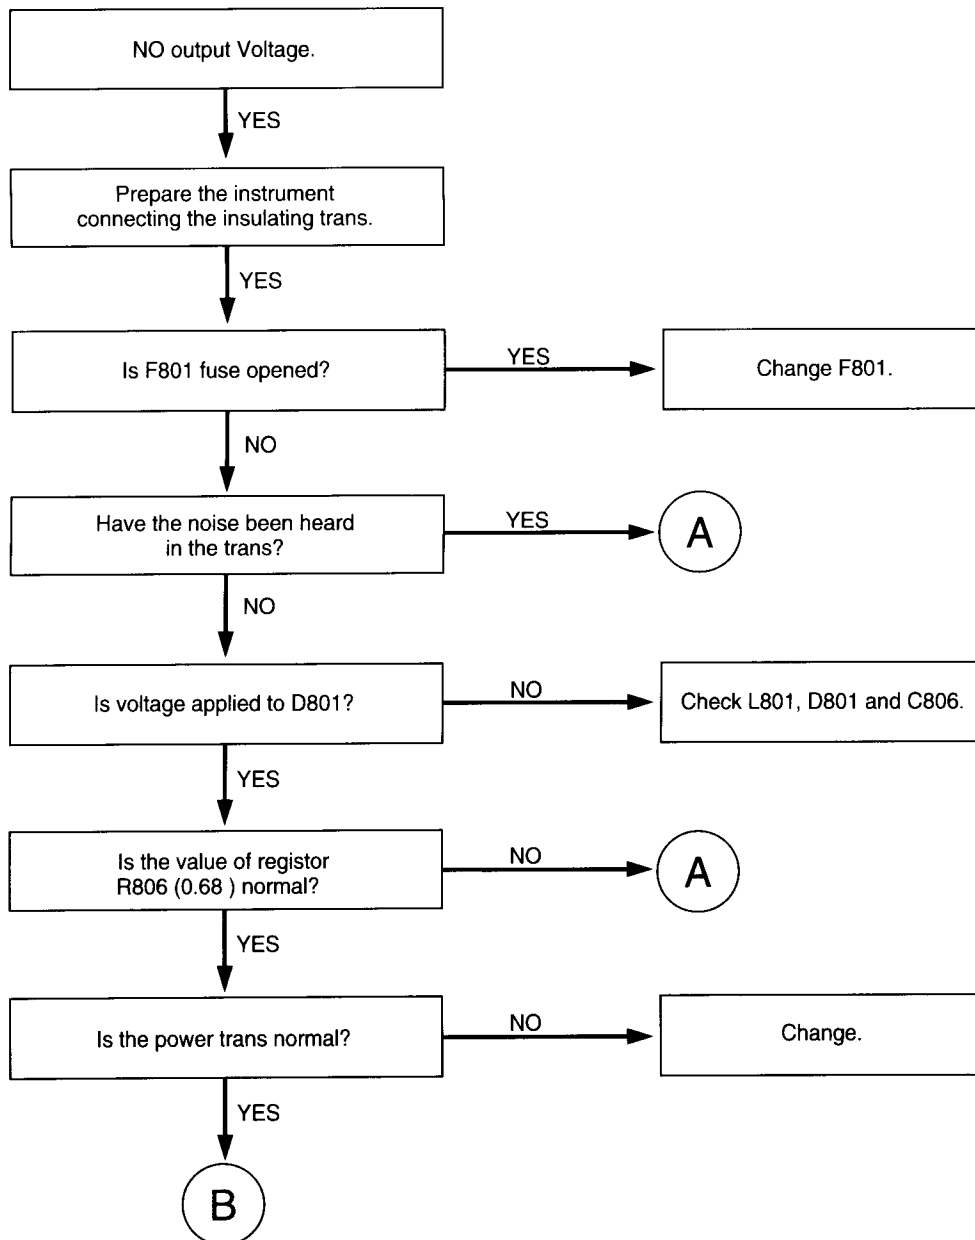 NO output Voltage.
YES
Prepare the instrument
connecting the insulating trans.
YES
Is F801 fuse opened?
YES
Change F801.
NO
Have the noise been heard
in the trans?
YES
A
NO
Is voltage applied to D801?
NO
Check L801, D801 and C806.
YES
Is the value of registor
R806 (0.68 ) normal?
NO
A
YES
Is the power trans normal?
NO
Change.
YES
B